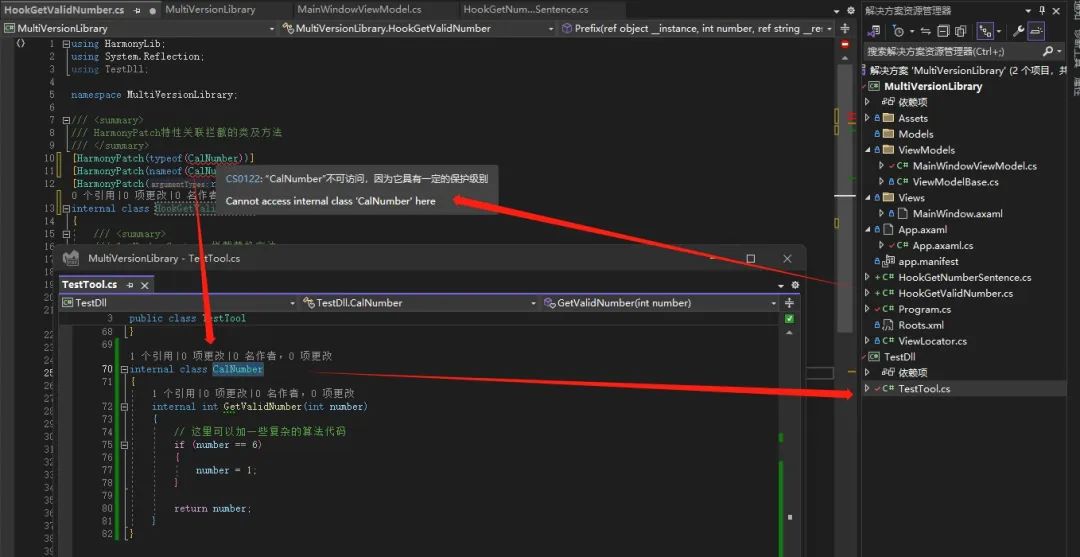 HookGetValidNumber.cs
MultiVersionLibrary
MainWindowViewModel.cs
HookGetNum...Sentence.cs
MultiVersionLibrary
MultiVersionLibrary.HookGetValidNumber
Prefix(ref object __instance, int number, ref string __re
1 using HarmonyLib;
2 using System.Reflection;
3 using TestDll;
4
5 namespace MultiVersionLibrary;
6
7 /// <summary>
8 /// HarmonyPatch特性关联拦截的类及方法
9 /// </summary>
10 [HarmonyPatch(typeof(CalNumber))]
11 [HarmonyPatch(nameof(CalNumber
12 [HarmonyPatch(argumentTypes:
0 个引用|0 项更改|0 名作者
13 internal class HookGetVali
14 {
15 /// <summary>
CS0122: "CalNumber"不可访问，因为它具有一定的保护级别
Cannot access internal class 'CalNumber' here
MultiVersionLibrary - TestTool.cs
TestTool.cs
TestDll
TestDll.CalNumber
GetValidNumber(int number)
3 public class TestTool
68 }
69
1 个引用|0 项更改|0 名作者，0 项更改
70 internal class CalNumber
71 {
1 个引用|0 项更改|0 名作者，0 项更改
72 internal int GetValidNumber(int number)
73 {
74 // 这里可以加一些复杂的算法代码
75 if (number == 6)
76 {
77 number = 1;
78 }
79
80 return number;
81 }
82 }
解决方案资源管理器
搜索解决方案资源管理器(Ctrl+;)
解决方案 'MultiVersionLibrary' (2 个项目，共
MultiVersionLibrary
依赖项
Assets
Models
ViewModels
MainWindowViewModel.cs
ViewModelBase.cs
Views
MainWindow.axaml
App.axaml
App.axaml.cs
app.manifest
HookGetNumberSentence.cs
HookGetValidNumber.cs
Program.cs
Roots.xml
ViewLocator.cs
TestDll
依赖项
TestTool.cs